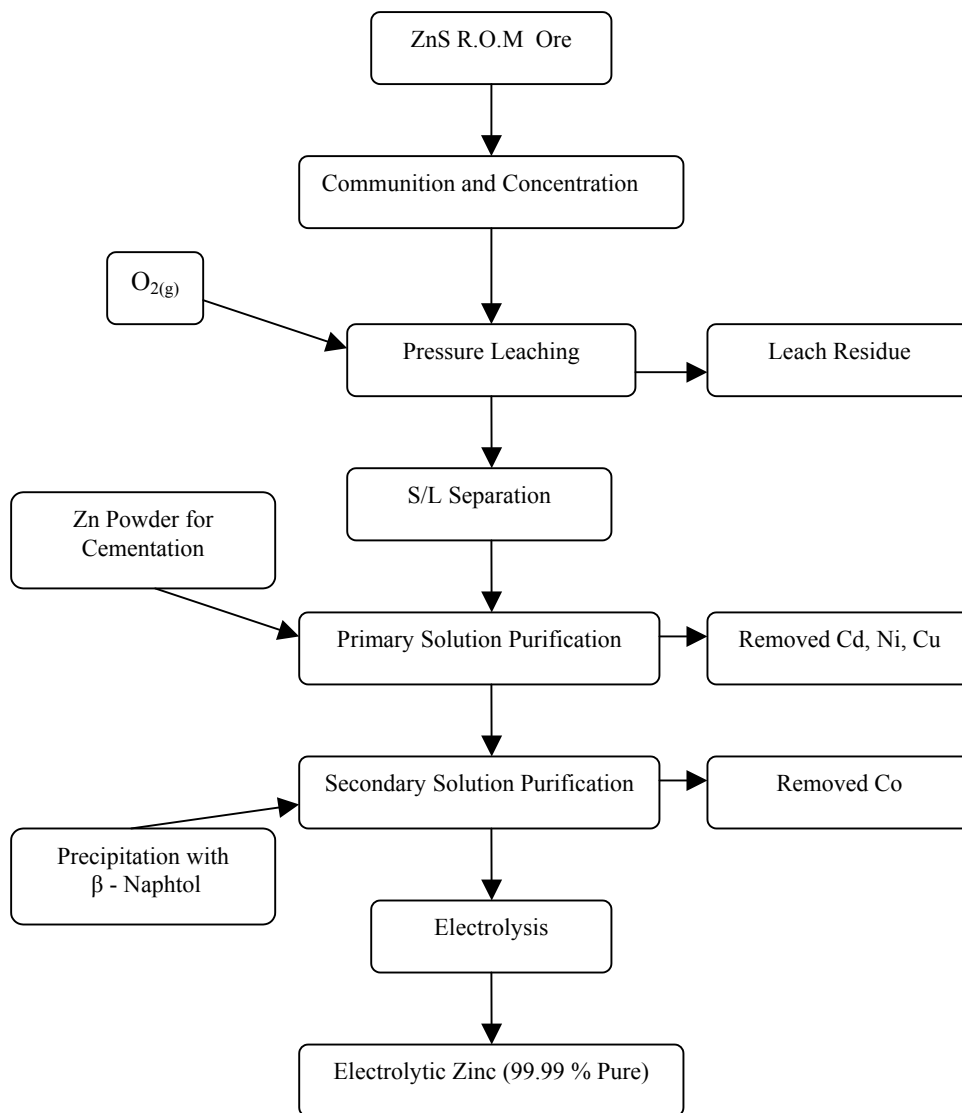 ZnS R.O.M Ore
Communition and Concentration
O2(g)
Pressure Leaching
Leach Residue
S/L Separation
Zn Powder for
Cementation
Primary Solution Purification
Removed Cd, Ni, Cu
Secondary Solution Purification
Removed Co
Precipitation with
β - Naphtol
Electrolysis
Electrolytic Zinc (99.99 % Pure)